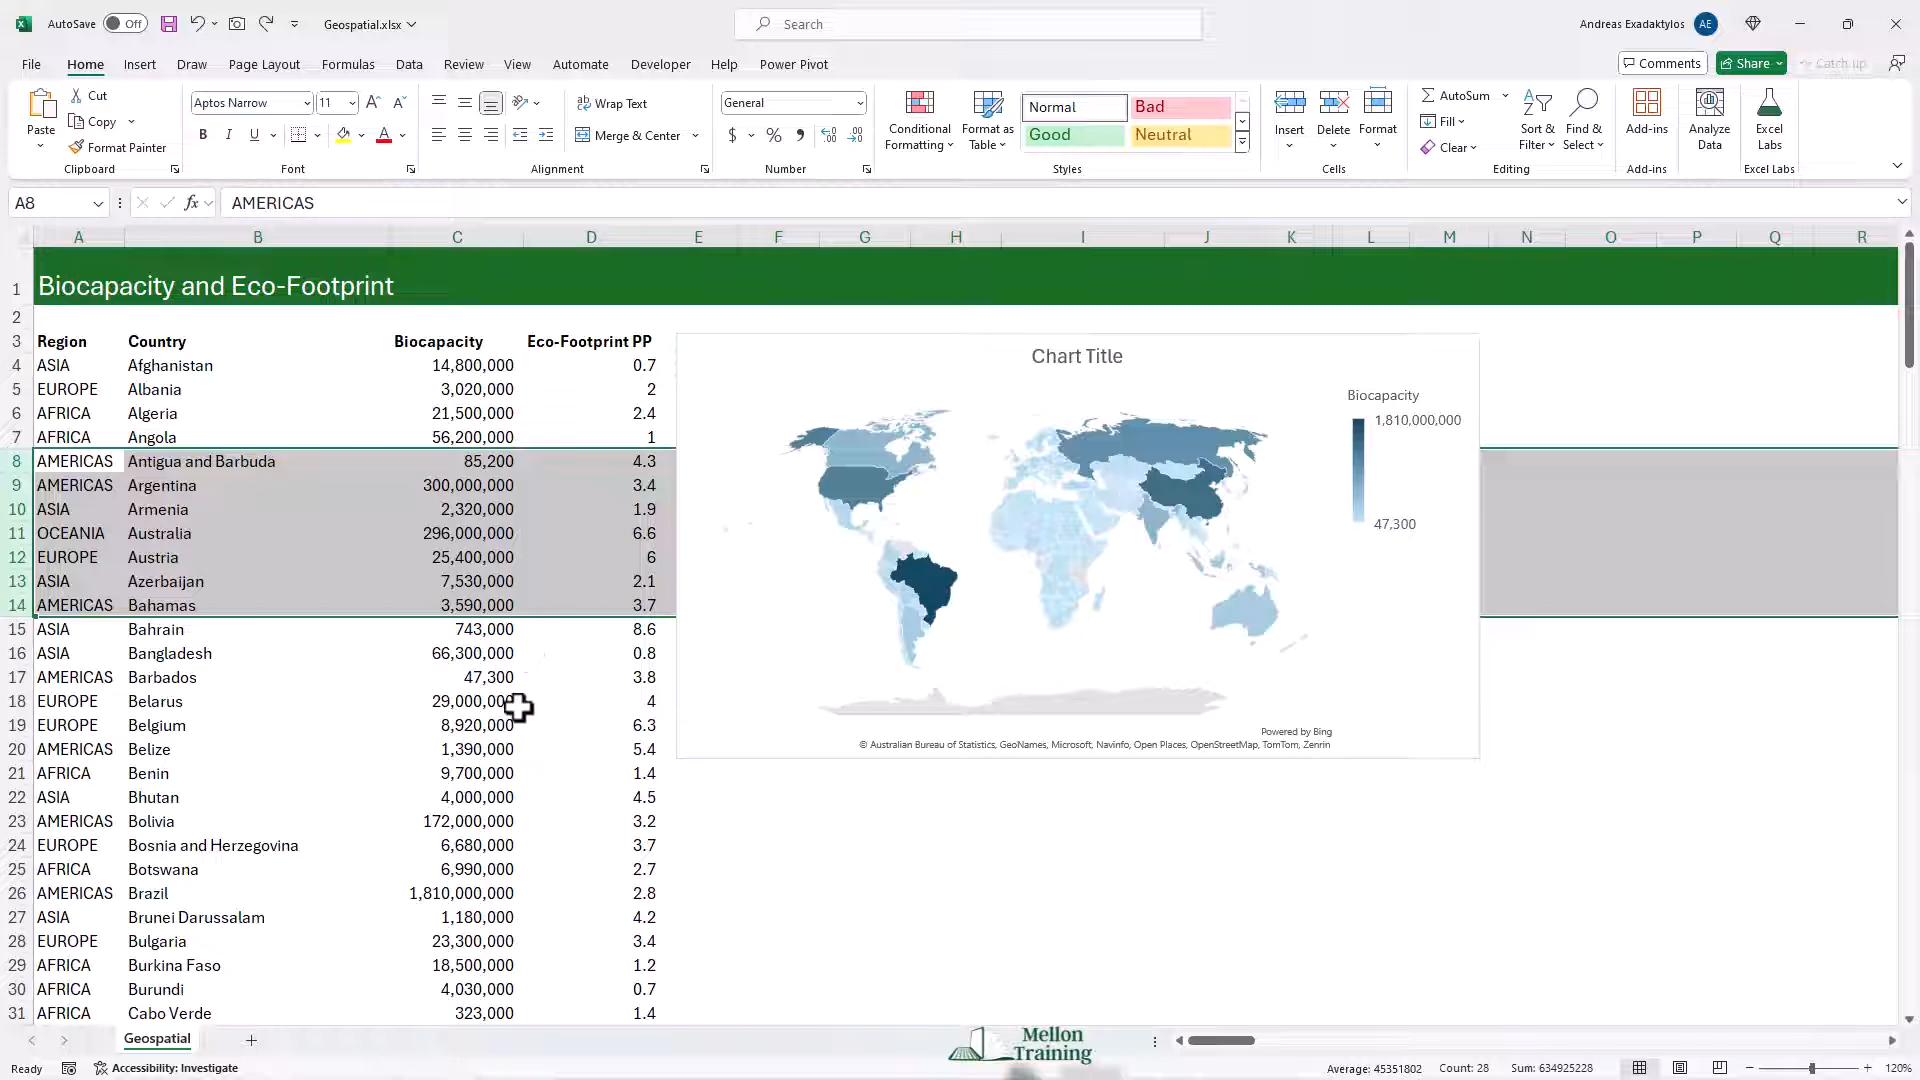 AutoSave Off Geospatial.xlsx Search Andreas Exadaktylos AE
File Home Insert Draw Page Layout Formulas Data Review View Automate Developer Help Power Pivot Comments Share Catch up
Paste Cut Copy Format Painter Clipboard
Aptos Narrow 11 B I U A Font
Wrap Text Merge & Center Alignment
General $ % Number
Conditional Formatting Format as Table Normal Bad Good Neutral Styles
Insert Delete Format Cells
AutoSum Fill Clear Sort & Filter Find & Select Editing
Add-ins Add-ins
Analyze Data
Excel Labs Excel Labs
A8 fx AMERICAS
A B C D E F G H I J K L M N O P Q R
1 Biocapacity and Eco-Footprint
2
3 Region Country Biocapacity Eco-Footprint PP
4 ASIA Afghanistan 14,800,000 0.7
5 EUROPE Albania 3,020,000 2
6 AFRICA Algeria 21,500,000 2.4
7 AFRICA Angola 56,200,000 1
8 AMERICAS Antigua and Barbuda 85,200 4.3
9 AMERICAS Argentina 300,000,000 3.4
10 ASIA Armenia 2,320,000 1.9
11 OCEANIA Australia 296,000,000 6.6
12 EUROPE Austria 25,400,000 6
13 ASIA Azerbaijan 7,530,000 2.1
14 AMERICAS Bahamas 3,590,000 3.7
15 ASIA Bahrain 743,000 8.6
16 ASIA Bangladesh 66,300,000 0.8
17 AMERICAS Barbados 47,300 3.8
18 EUROPE Belarus 29,000,000 4
19 EUROPE Belgium 8,920,000 6.3
20 AMERICAS Belize 1,390,000 5.4
21 AFRICA Benin 9,700,000 1.4
22 ASIA Bhutan 4,000,000 4.5
23 AMERICAS Bolivia 172,000,000 3.2
24 EUROPE Bosnia and Herzegovina 6,680,000 3.7
25 AFRICA Botswana 6,990,000 2.7
26 AMERICAS Brazil 1,810,000,000 2.8
27 ASIA Brunei Darussalam 1,180,000 4.2
28 EUROPE Bulgaria 23,300,000 3.4
29 AFRICA Burkina Faso 18,500,000 1.2
30 AFRICA Burundi 4,030,000 0.7
31 AFRICA Cabo Verde 323,000 1.4
Chart Title
Biocapacity
1,810,000,000
47,300
Powered by Bing
© Australian Bureau of Statistics, GeoNames, Microsoft, Navinfo, Open Places, OpenStreetMap, TomTom, Zenrin
Geospatial
Mellon
Training
Ready Accessibility: Investigate Average: 45351802 Count: 28 Sum: 634925228 120%